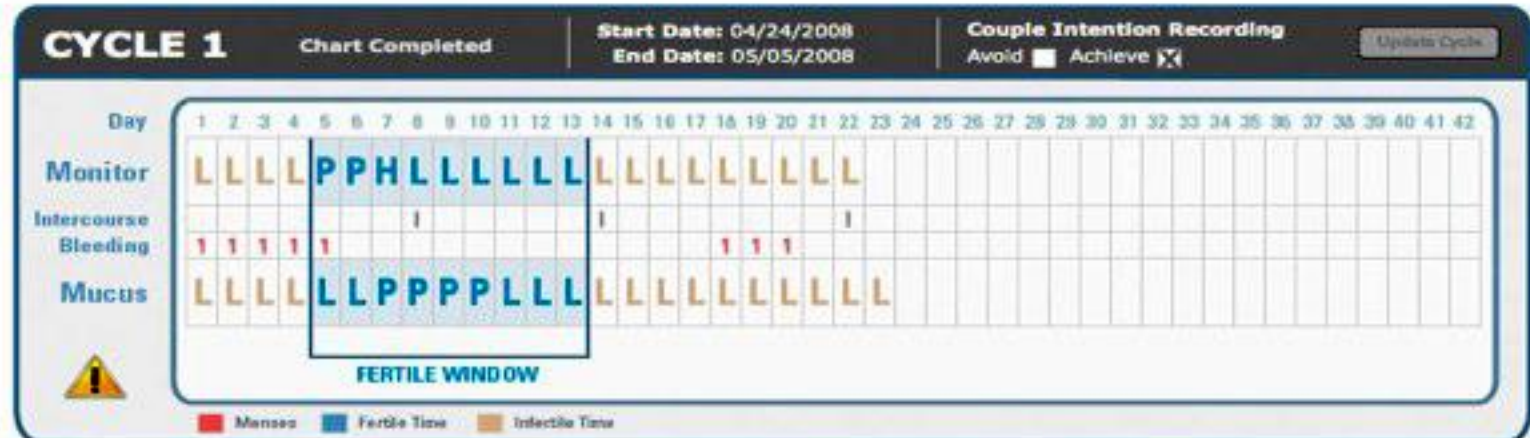 CYCLE 1 Chart Completed Start Date: 04/24/2008 Couple Intention Recording Update Cycle
End Date: 05/05/2008 Avoid Achieve X
Day 1 2 3 4 5 6 7 8 9 10 11 12 13 14 15 16 17 18 19 20 21 22 23 24 25 26 27 28 29 30 31 32 33 34 35 36 37 38 39 40 41 42
Monitor L L L L P P H L L L L L L L L L L L L L L L
Intercourse I I I
Bleeding 1 1 1 1 1 1 1 1
Mucus L L L L L L P P P P P L L L L L L L L L L L L
FERTILE WINDOW
Menses Fertile Time Infertile Time